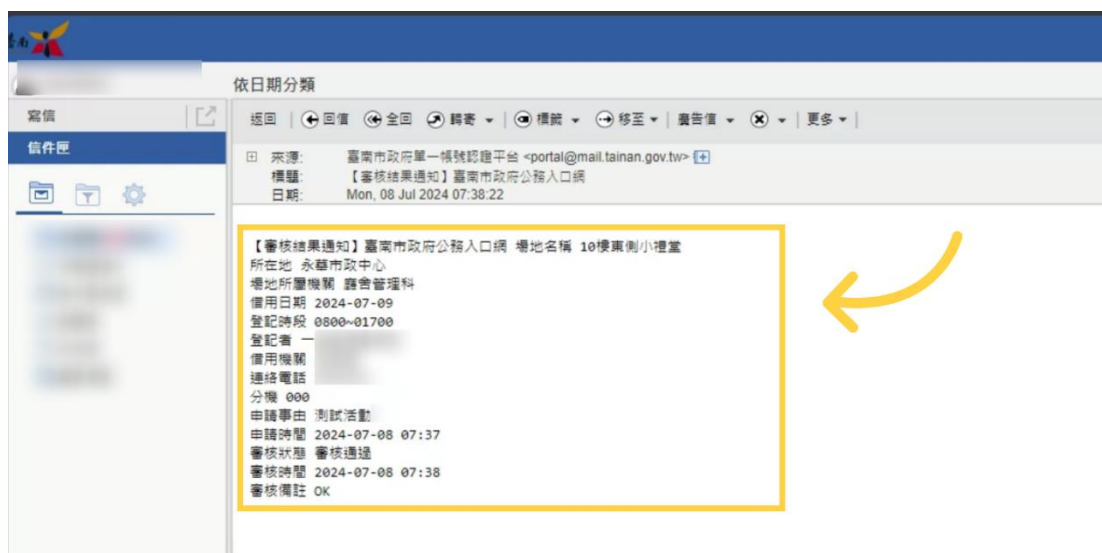 臺南
依日期分類
寫信
返回 | 回信 全回 轉寄 | 標籤 移至 | 廣告信 | 更多
信件匣
來源: 臺南市政府單一帳號認證平台 <portal@mail.tainan.gov.tw>
標題: 【審核結果通知】臺南市政府公務入口網
日期: Mon, 08 Jul 2024 07:38:22
【審核結果通知】臺南市政府公務入口網 場地名稱 10樓東側小禮堂
所在地 永華市政中心
場地所屬機關 廳舍管理科
借用日期 2024-07-09
登記時段 0800~01700
登記者 一
借用機關
連絡電話
分機 000
申請事由 測試活動
申請時間 2024-07-08 07:37
審核狀態 審核通過
審核時間 2024-07-08 07:38
審核備註 OK